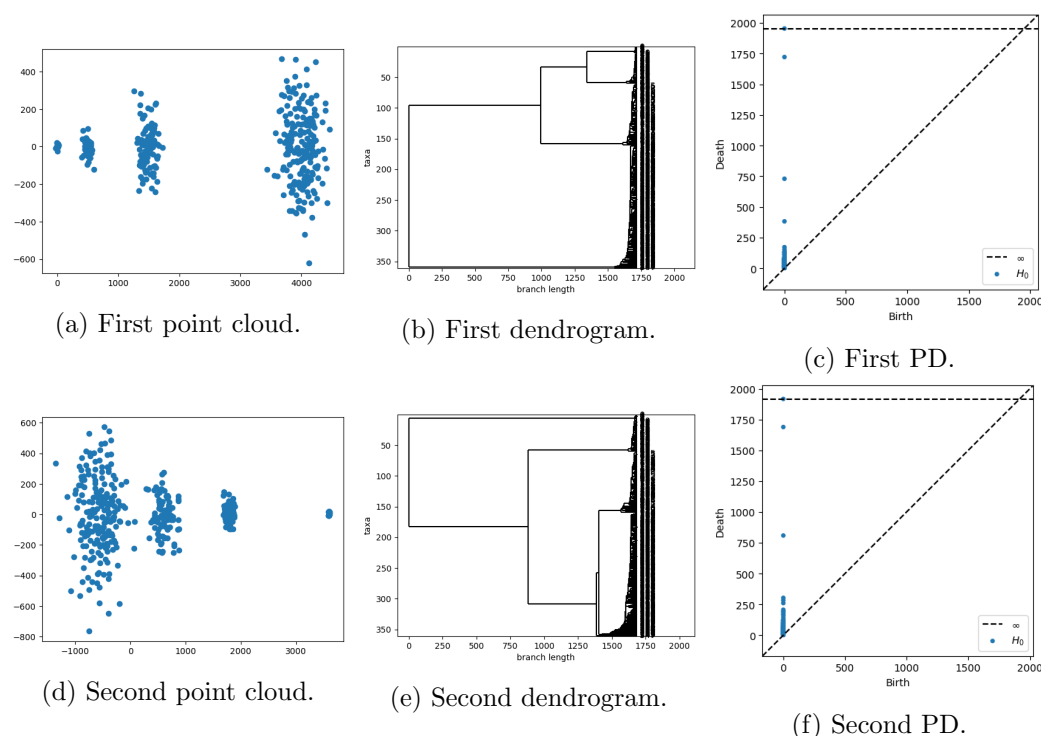 400
200
0
−200
−400
−600
0 1000 2000 3000 4000
(a) First point cloud.
taxa
50
100
150
200
250
300
350
0 250 500 750 1000 1250 1500 1750 2000
branch length
(b) First dendrogram.
Death
2000
1750
1500
1250
1000
750
500
250
0
∞
H0
0 500 1000 1500 2000
Birth
(c) First PD.
600
400
200
0
−200
−400
−600
−800
−1000 0 1000 2000 3000
(d) Second point cloud.
taxa
50
100
150
200
250
300
350
0 250 500 750 1000 1250 1500 1750 2000
branch length
(e) Second dendrogram.
Death
2000
1750
1500
1250
1000
750
500
250
0
∞
H0
0 500 1000 1500 2000
Birth
(f) Second PD.